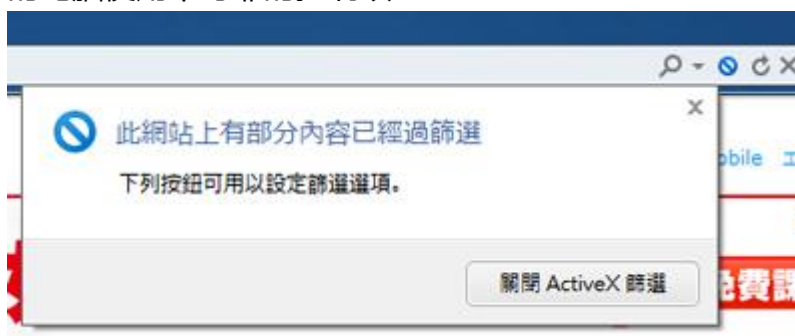 此網站上有部分內容已經過篩選
下列按鈕可用以設定篩選選項。
obile
關閉 ActiveX 篩選
免費課